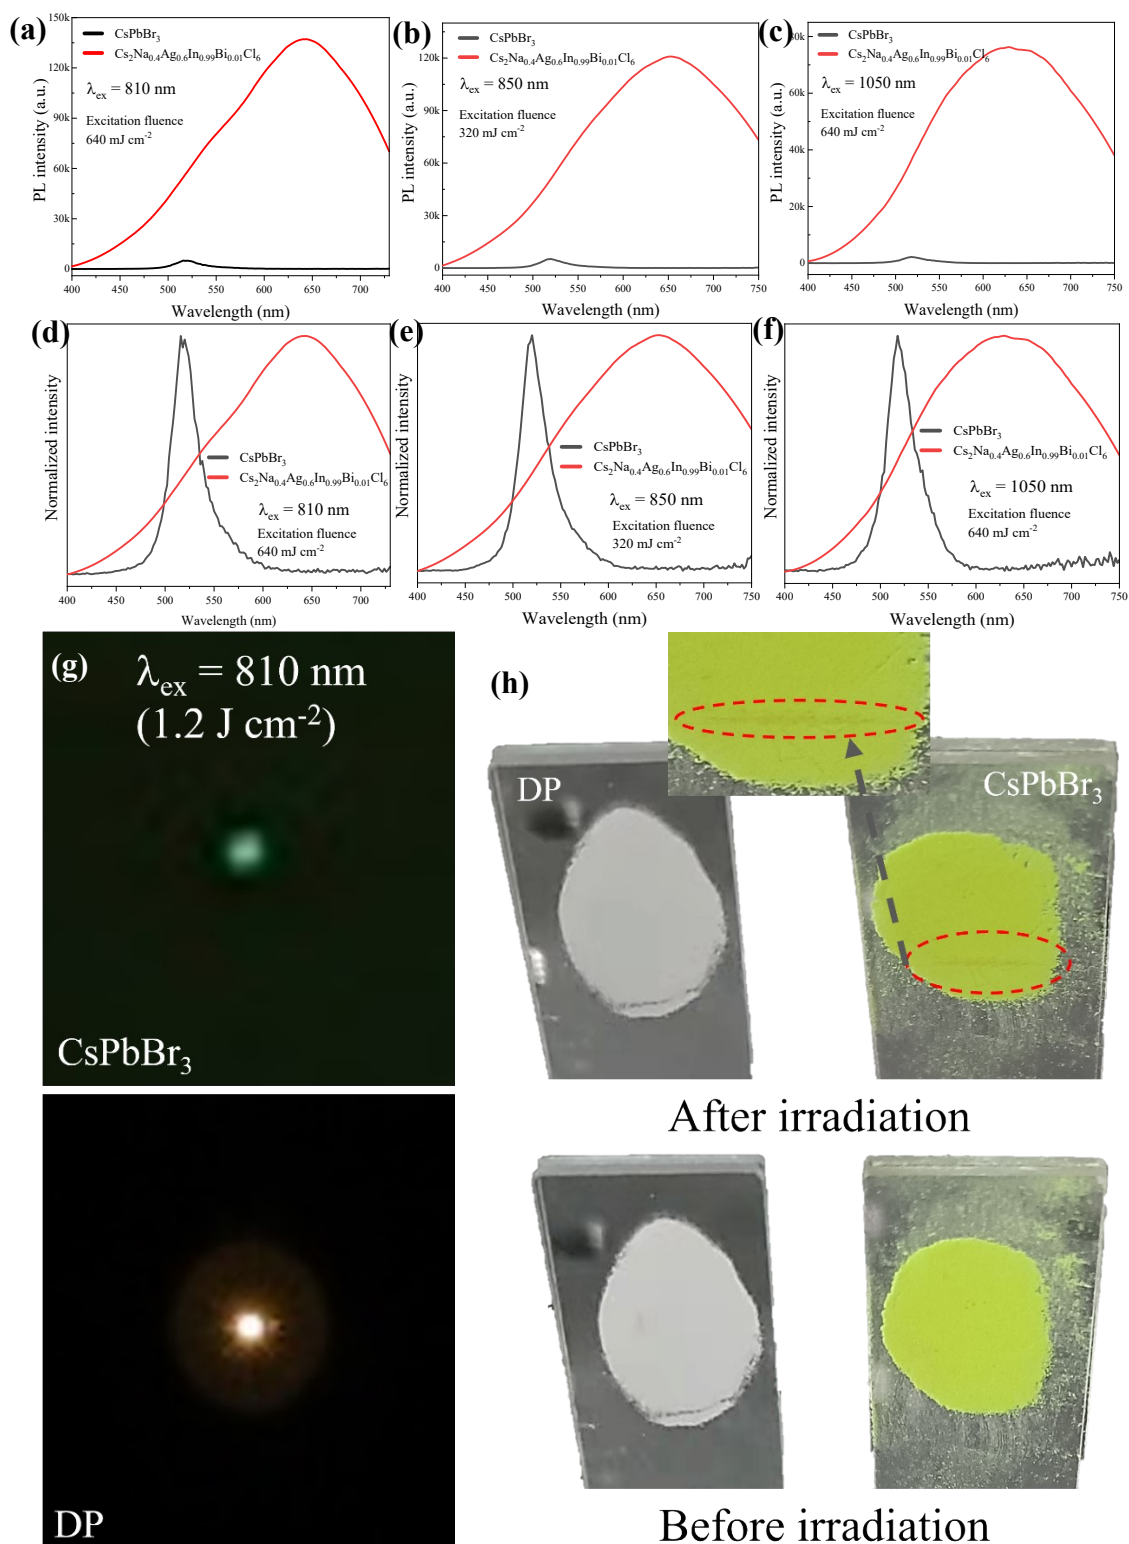 (a)
150k
120k
90k
60k
30k
0
PL intensity (a.u.)
CsPbBr₃
Cs₂Na₀.₄Ag₀.₆In₀.₉₉Bi₀.₀₁Cl₆
λₑₓ = 810 nm
Excitation fluence
640 mJ cm⁻²
400 450 500 550 600 650 700
Wavelength (nm)
(b)
120k
90k
60k
30k
0
PL intensity (a.u.)
CsPbBr₃
Cs₂Na₀.₄Ag₀.₆In₀.₉₉Bi₀.₀₁Cl₆
λₑₓ = 850 nm
Excitation fluence
320 mJ cm⁻²
400 450 500 550 600 650 700 750
Wavelength (nm)
(c)
80k
60k
40k
20k
0
PL intensity (a.u.)
CsPbBr₃
Cs₂Na₀.₄Ag₀.₆In₀.₉₉Bi₀.₀₁Cl₆
λₑₓ = 1050 nm
Excitation fluence
640 mJ cm⁻²
400 450 500 550 600 650 700 750
Wavelength (nm)
(d)
Normalized intensity
CsPbBr₃
Cs₂Na₀.₄Ag₀.₆In₀.₉₉Bi₀.₀₁Cl₆
λₑₓ = 810 nm
Excitation fluence
640 mJ cm⁻²
400 450 500 550 600 650 700
Wavelength (nm)
(e)
Normalized intensity
CsPbBr₃
Cs₂Na₀.₄Ag₀.₆In₀.₉₉Bi₀.₀₁Cl₆
λₑₓ = 850 nm
Excitation fluence
320 mJ cm⁻²
400 450 500 550 600 650 700 750
Wavelength (nm)
(f)
Normalized intensity
CsPbBr₃
Cs₂Na₀.₄Ag₀.₆In₀.₉₉Bi₀.₀₁Cl₆
λₑₓ = 1050 nm
Excitation fluence
640 mJ cm⁻²
400 450 500 550 600 650 700 750
Wavelength (nm)
(g)
λₑₓ = 810 nm
(1.2 J cm⁻²)
CsPbBr₃
DP
(h)
DP
CsPbBr₃
After irradiation
Before irradiation